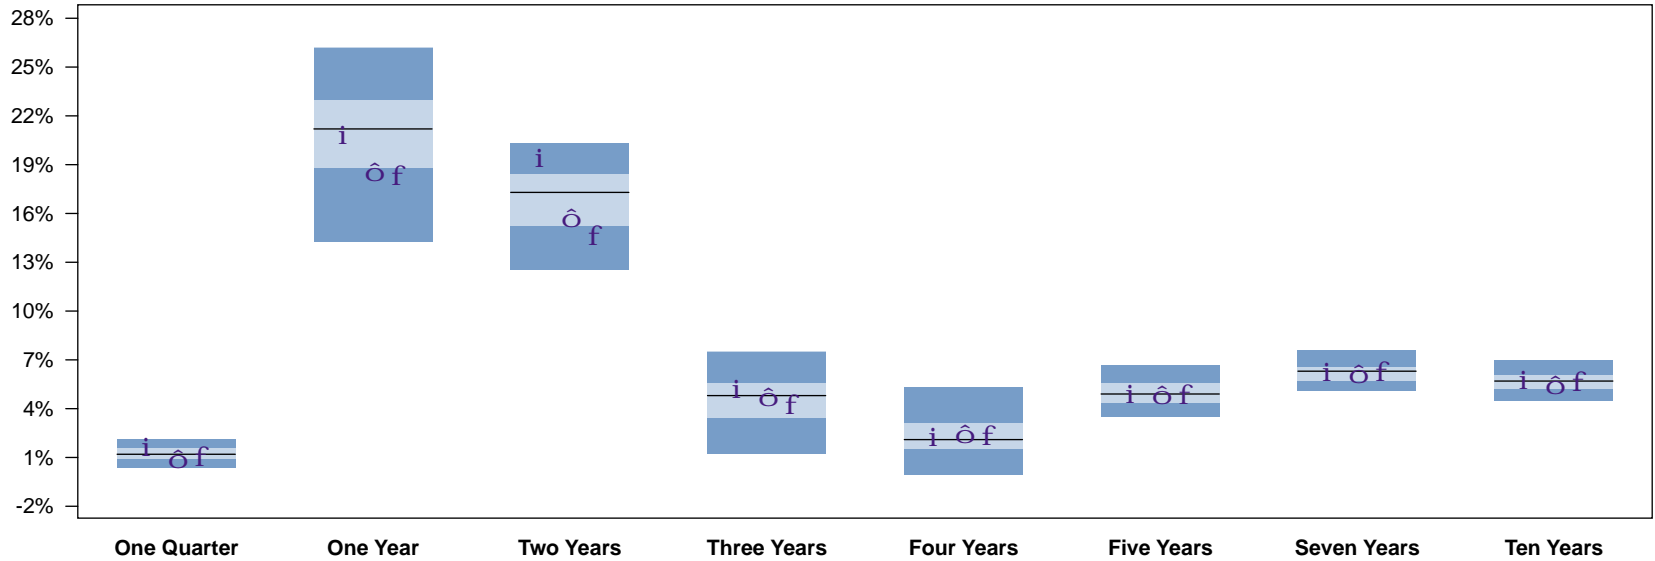 28%
25%
22%
19%
16%
13%
10%
7%
4%
1%
-2%
i ô f
i ô f
i ô f
i ô f
i ô f
i ô f
i ô f
i ô f
One Quarter One Year Two Years Three Years Four Years Five Years Seven Years Ten Years